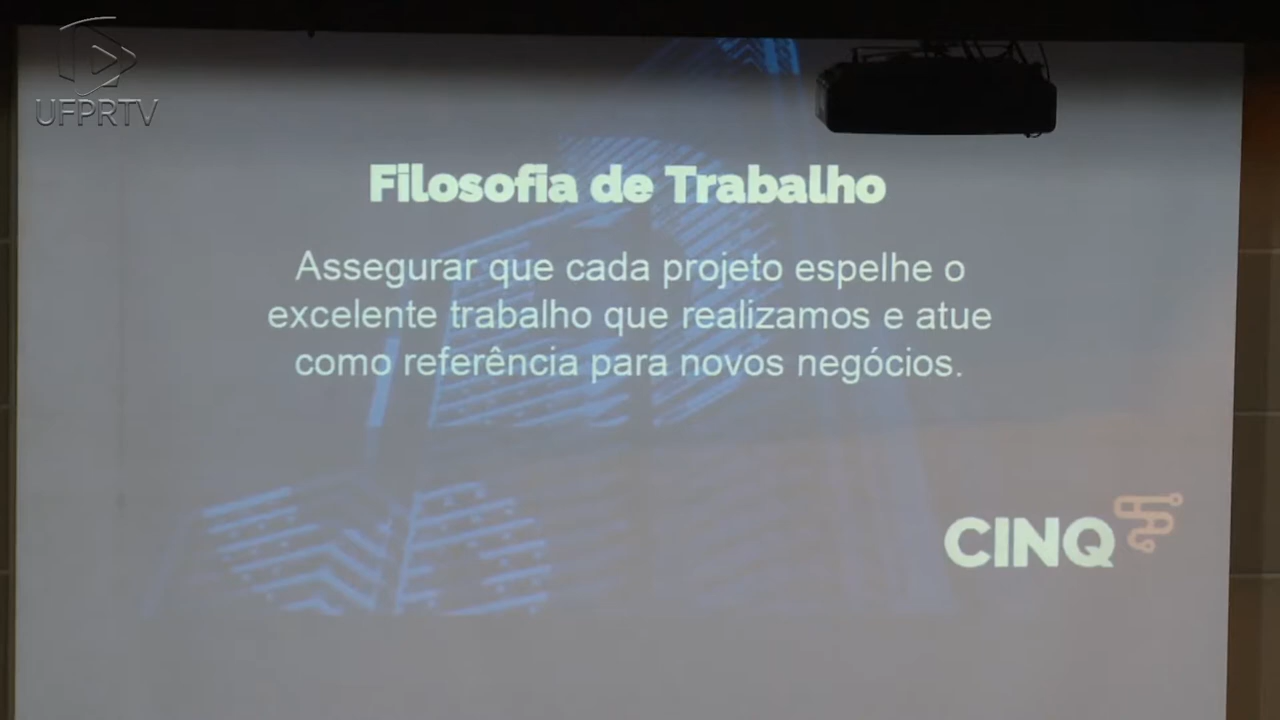 UFPRTV
Filosofia de Trabalho
Assegurar que cada projeto espelhe o
excelente trabalho que realizamos e atue
como referência para novos negócios.
CINQ